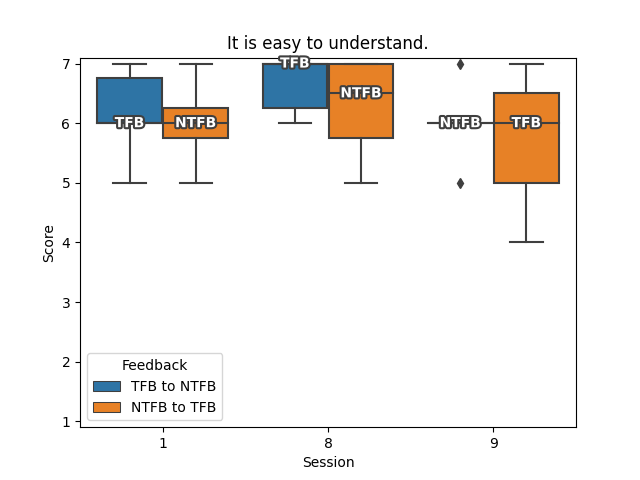 It is easy to understand.
7
6
5
4
3
2
1
Score
TFB
NTFB
TFB
NTFB
NTFB
TFB
Feedback
TFB to NTFB
NTFB to TFB
1
8
9
Session